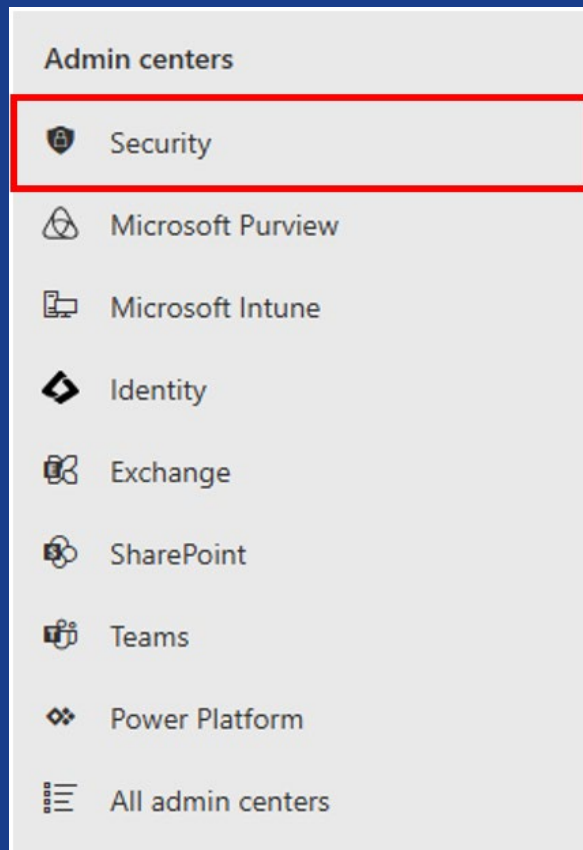 Admin centers
Security
Microsoft Purview
Microsoft Intune
Identity
Exchange
SharePoint
Teams
Power Platform
All admin centers